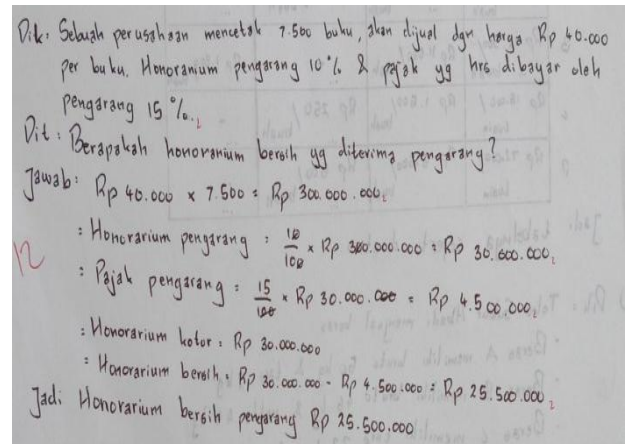 Dik: Sebuah perusahaan mencetak 7.500 buku, akan dijual dgn harga Rp 40.000
per buku. Honoranium pengarang 10% & pajak yg hrs dibayar oleh
pengarang 15%. 2
Dit: Berapakah honoranium bersih yg diterima pengarang?
Jawab: Rp 40.000 x 7.500 = Rp 300.000.000 2
: Honorarium pengarang : 10/100 x Rp 300.000.000 = Rp 30.000.000 2
12
: Pajak pengarang = 15/100 x Rp 30.000.000 = Rp 4.500.000 2
: Honorarium kotor : Rp 30.000.000
: Honorarium bersih : Rp 30.000.000 - Rp 4.500.000 = Rp 25.500.000 2
Jadi Honorarium bersih pengarang Rp 25.500.000